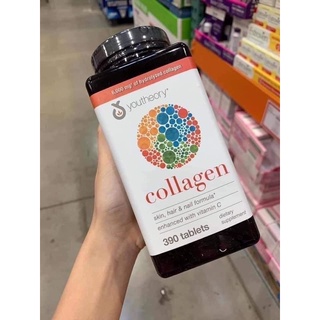 6,000 mg* of hydrolyzed collagen
youtheory®
collagen
skin, hair & nail formula*
enhanced with vitamin C
390 tablets
dietary
supplement